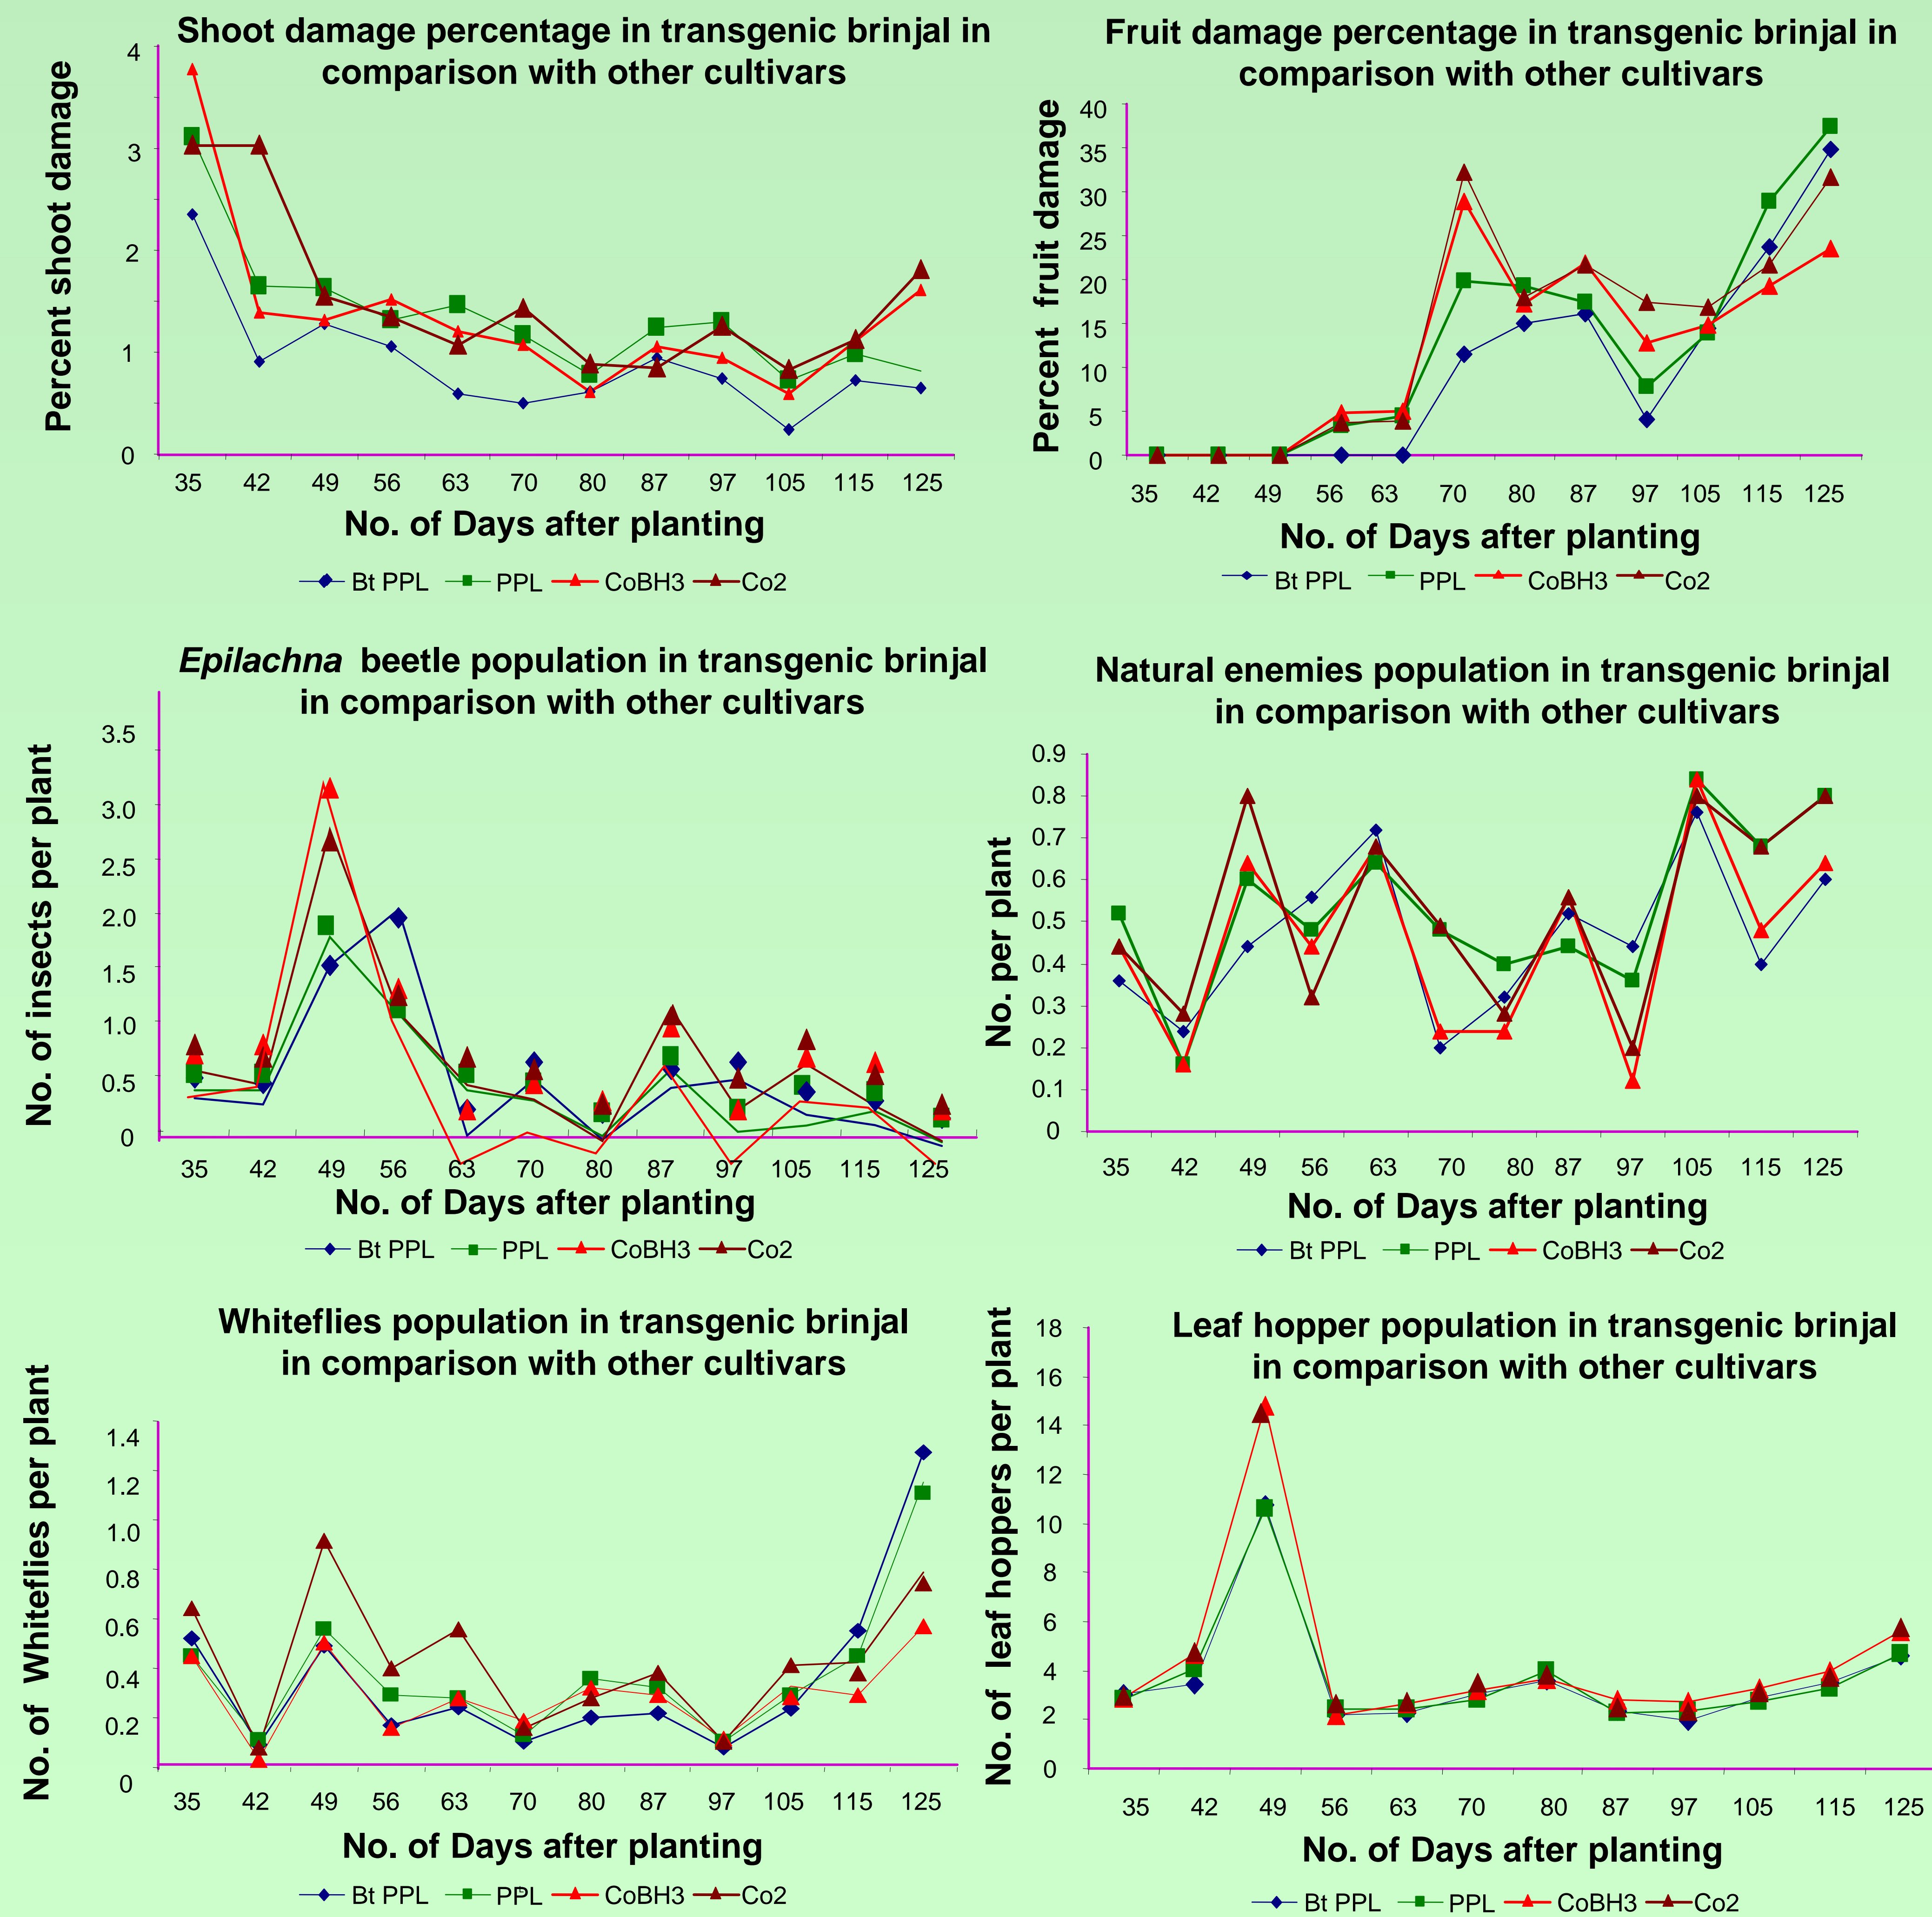 Shoot damage percentage in transgenic brinjal in
comparison with other cultivars
Percent shoot damage
4
3
2
1
0
35 42 49 56 63 70 80 87 97 105 115 125
No. of Days after planting
Bt PPL PPL CoBH3 Co2
Fruit damage percentage in transgenic brinjal in
comparison with other cultivars
Percent fruit damage
40
35
30
25
20
15
10
5
0
35 42 49 56 63 70 80 87 97 105 115 125
No. of Days after planting
Bt PPL PPL CoBH3 Co2
Epilachna beetle population in transgenic brinjal
in comparison with other cultivars
No. of insects per plant
3.5
3.0
2.5
2.0
1.5
1.0
0.5
0
35 42 49 56 63 70 80 87 97 105 115 125
No. of Days after planting
Bt PPL PPL CoBH3 Co2
Natural enemies population in transgenic brinjal
in comparison with other cultivars
No. per plant
0.9
0.8
0.7
0.6
0.5
0.4
0.3
0.2
0.1
0
35 42 49 56 63 70 80 87 97 105 115 125
No. of Days after planting
Bt PPL PPL CoBH3 Co2
Whiteflies population in transgenic brinjal
in comparison with other cultivars
No. of Whiteflies per plant
1.4
1.2
1.0
0.8
0.6
0.4
0.2
0
35 42 49 56 63 70 80 87 97 105 115 125
No. of Days after planting
Bt PPL PPL CoBH3 Co2
Leaf hopper population in transgenic brinjal
in comparison with other cultivars
No. of leaf hoppers per plant
18
16
14
12
10
8
6
4
2
0
35 42 49 56 63 70 80 87 97 105 115 125
No. of Days after planting
Bt PPL PPL CoBH3 Co2